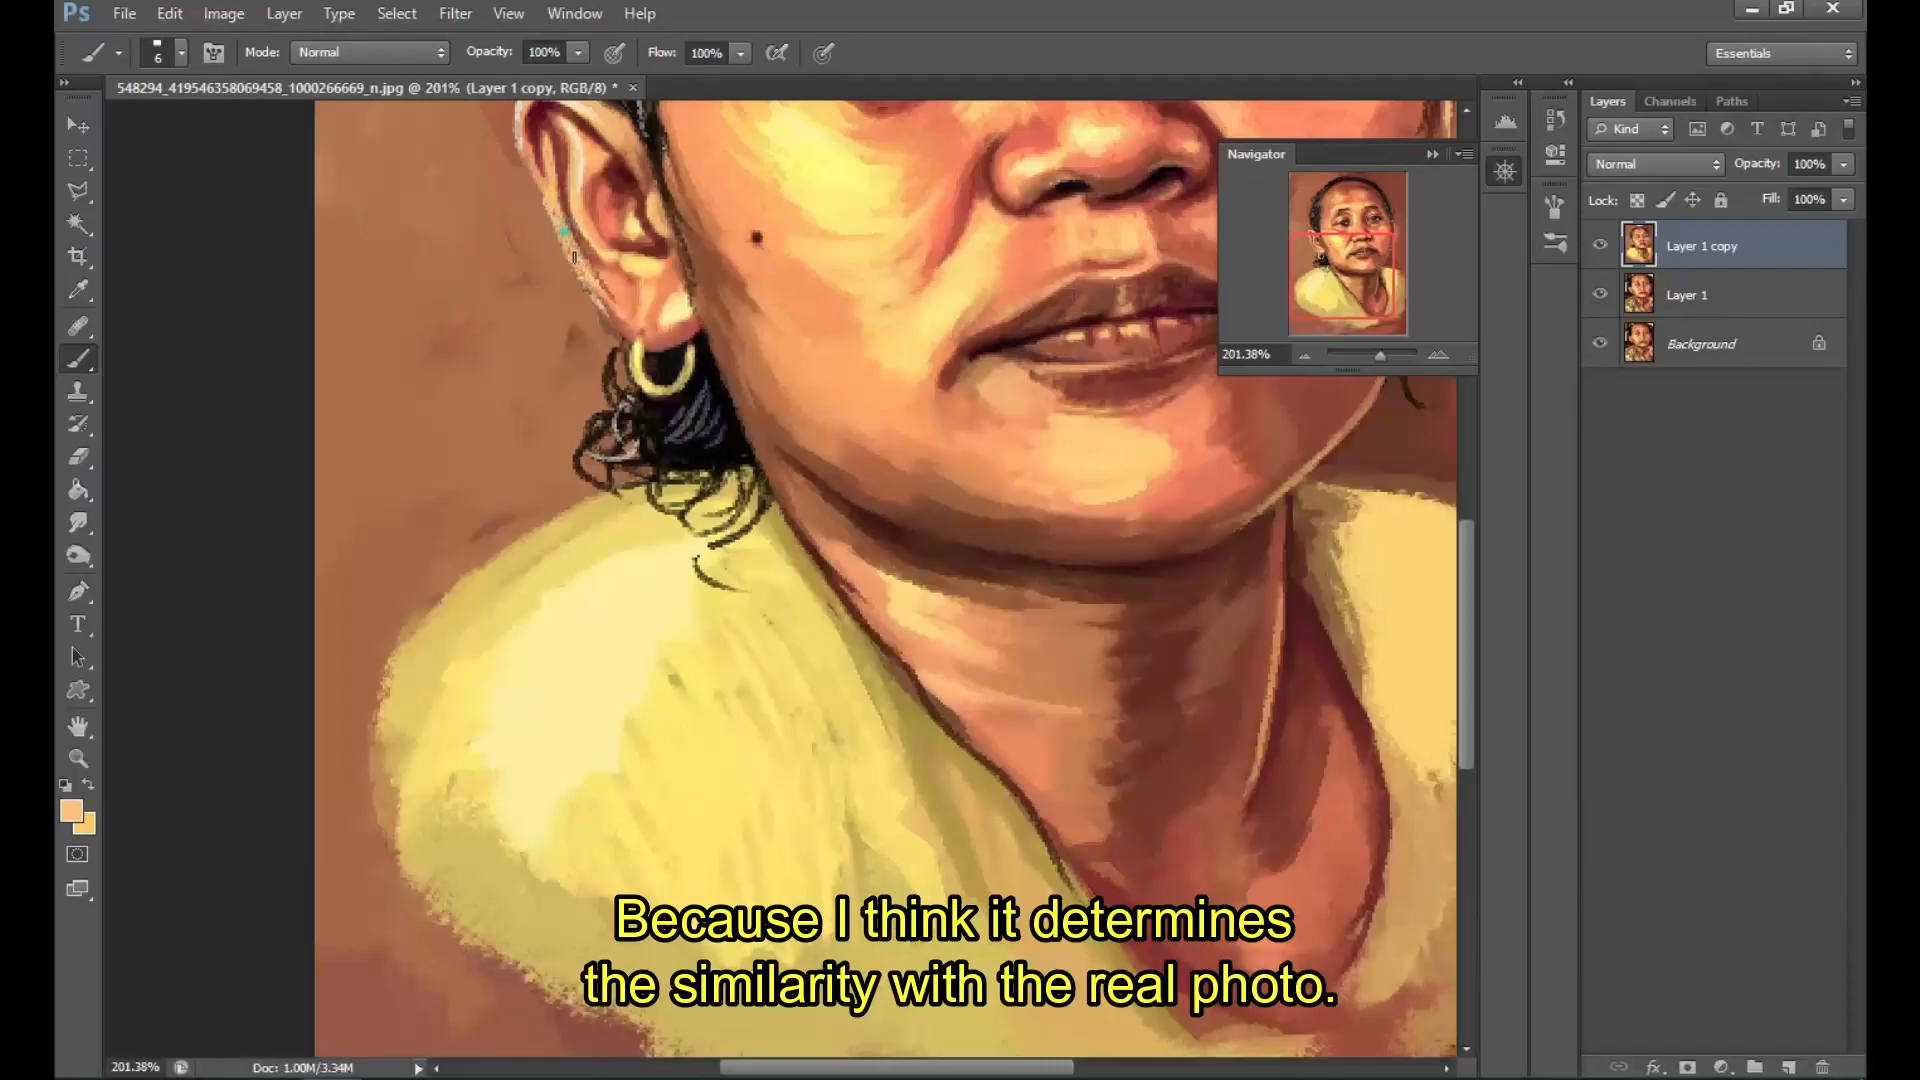 Ps File Edit Image Layer Type Select Filter View Window Help
6 Mode: Normal Opacity: 100% Flow: 100% Essentials
548294_419546358069458_1000266669_n.jpg @ 201% (Layer 1 copy, RGB/8) * ×
Layers Channels Paths
Kind T
Navigator
Normal Opacity: 100%
Lock: Fill: 100%
Layer 1 copy
Layer 1
Background
201.38%
T
Because I think it determines
the similarity with the real photo.
201.38% Doc: 1.00M/3.34M
fx